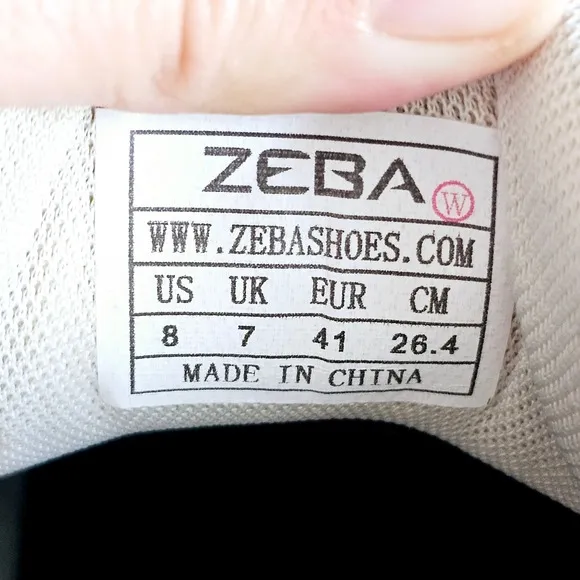 ZEBA W
WWW.ZEBASHOES.COM
US UK EUR CM
8 7 41 26.4
MADE IN CHINA